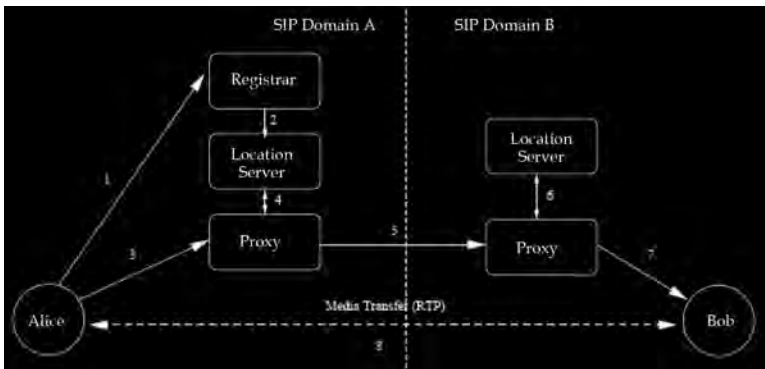 SIP Domain A
SIP Domain B
Registrar
2
Location
Server
Location
Server
1
4
6
3
Proxy
5
Proxy
7
Media Transfer (RTP)
Alice
Bob
8